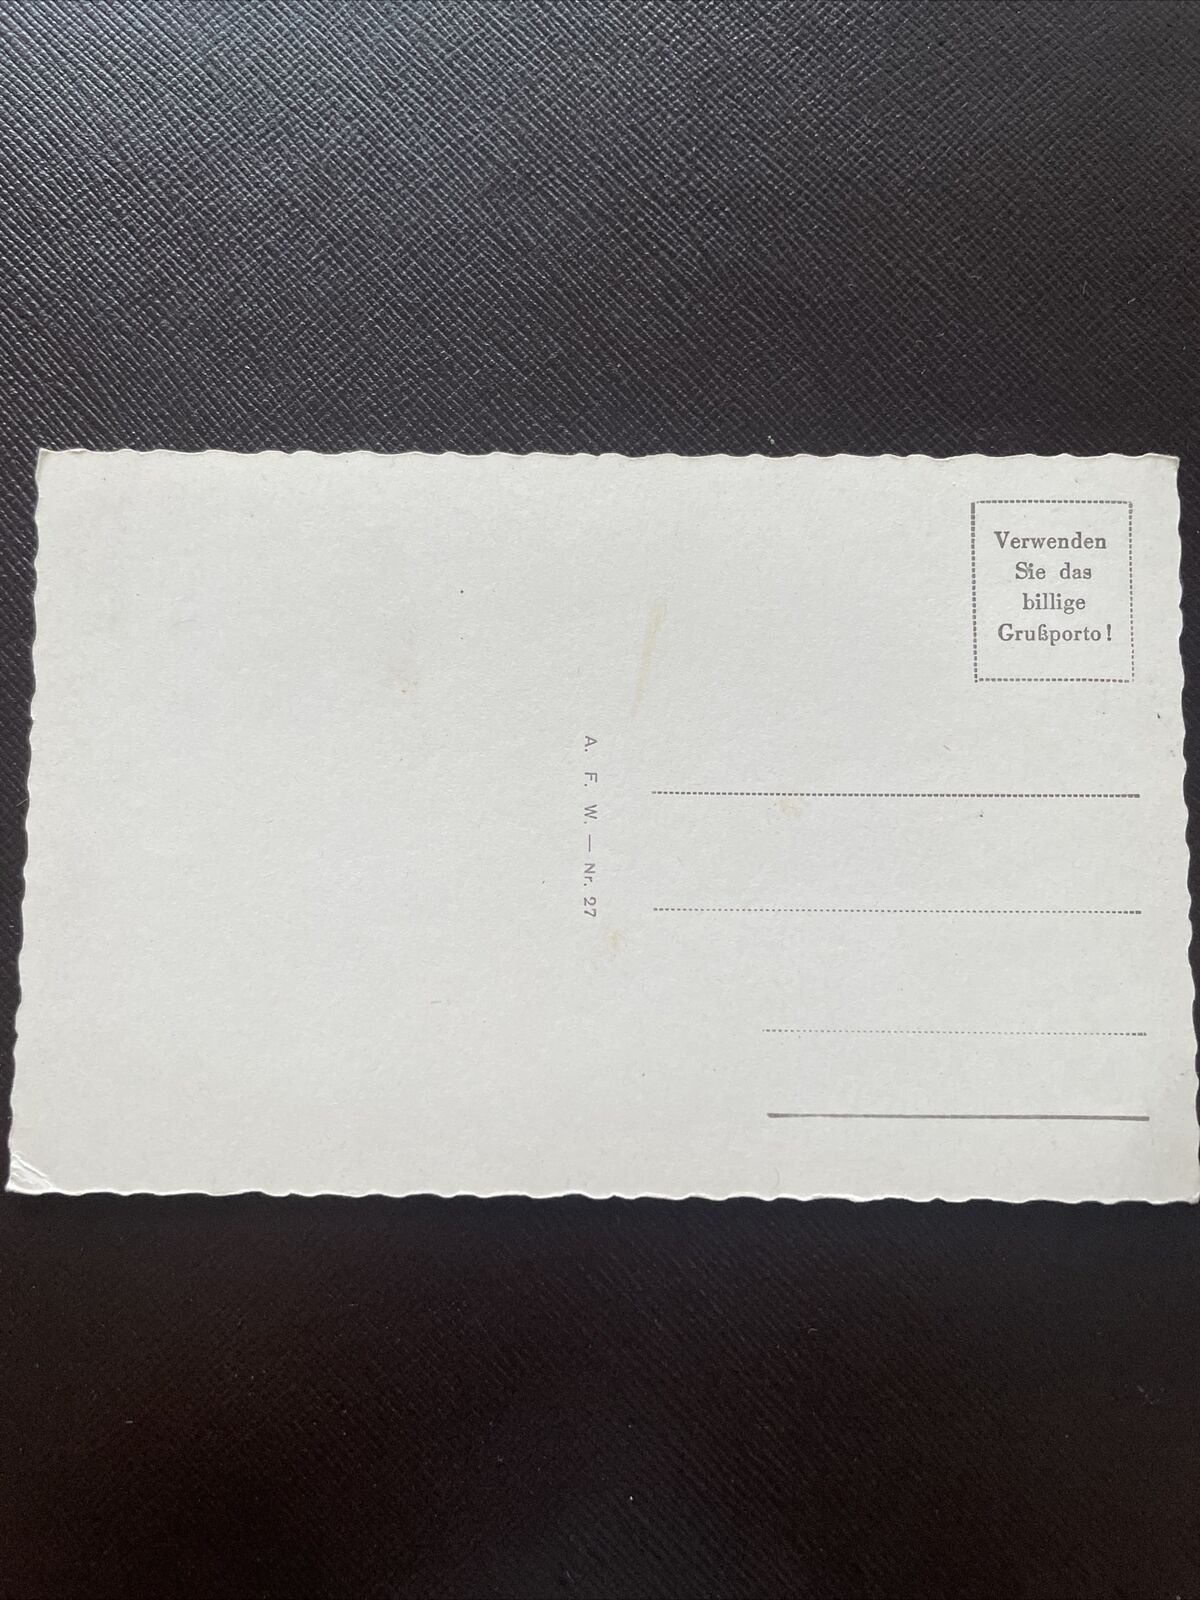 Verwenden
Sie das
billige
Grußporto!
A. F. W. — Nr. 27